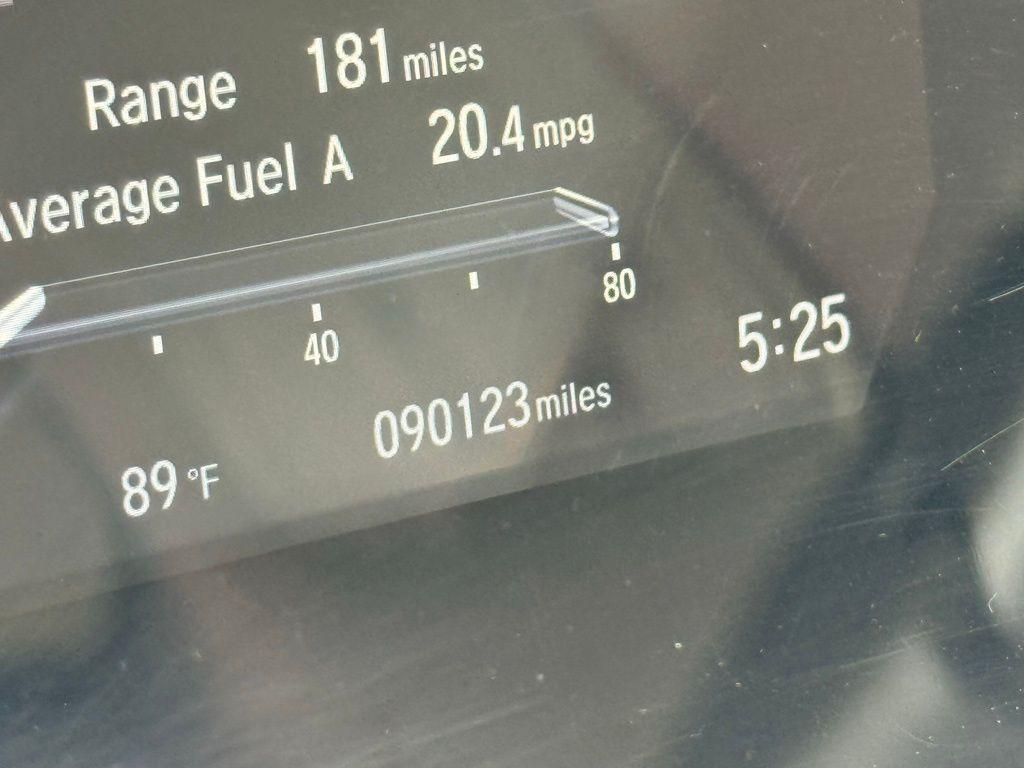 Range 181 miles
Average Fuel A 20.4 mpg
40 80
5:25
090123 miles
89 °F